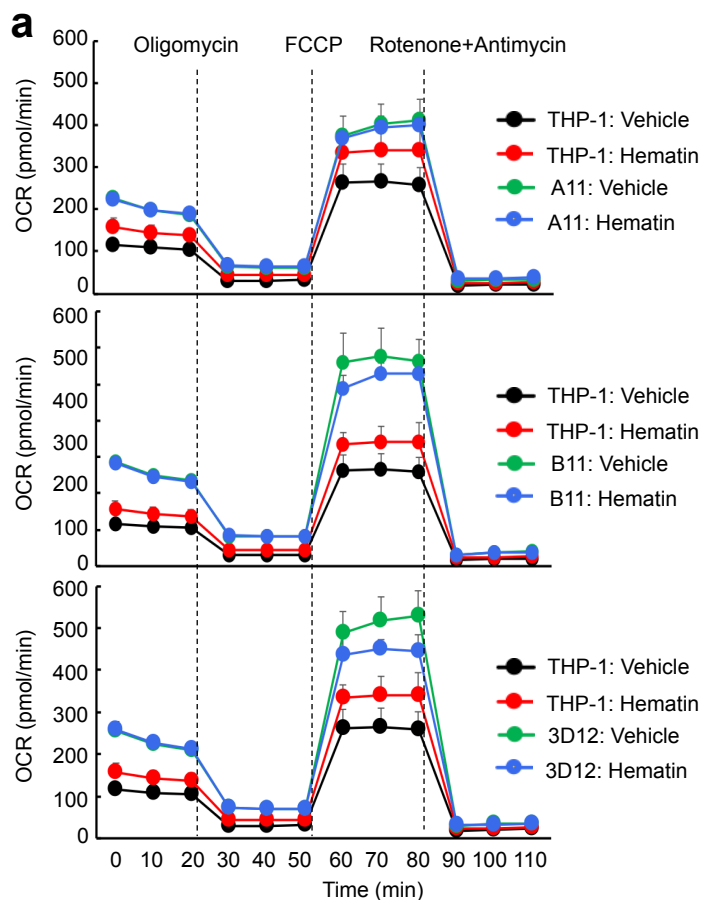 a
Oligomycin FCCP Rotenone+Antimycin
OCR (pmol/min)
600
500
400
300
200
100
0
THP-1: Vehicle
THP-1: Hematin
A11: Vehicle
A11: Hematin
OCR (pmol/min)
600
500
400
300
200
100
0
THP-1: Vehicle
THP-1: Hematin
B11: Vehicle
B11: Hematin
OCR (pmol/min)
600
500
400
300
200
100
0
THP-1: Vehicle
THP-1: Hematin
3D12: Vehicle
3D12: Hematin
0 10 20 30 40 50 60 70 80 90 100 110
Time (min)